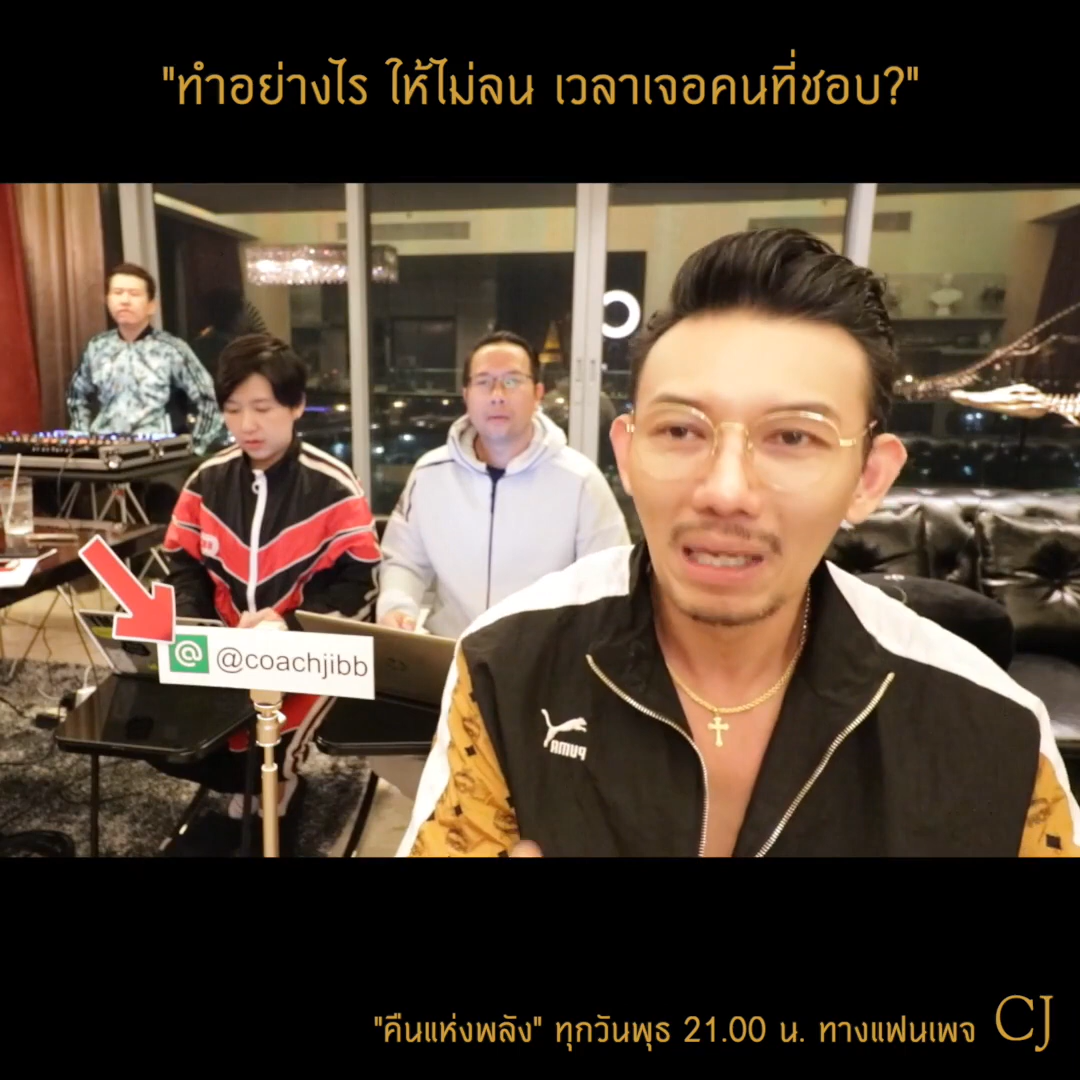 "ทำอย่างไร ให้ไม่ลน เวลาเจอคนที่ชอบ?"
@ @coachjibb
PUMA
"คืนแห่งพลัง" ทุกวันพุธ 21.00 น. ทางแฟนเพจ CJ